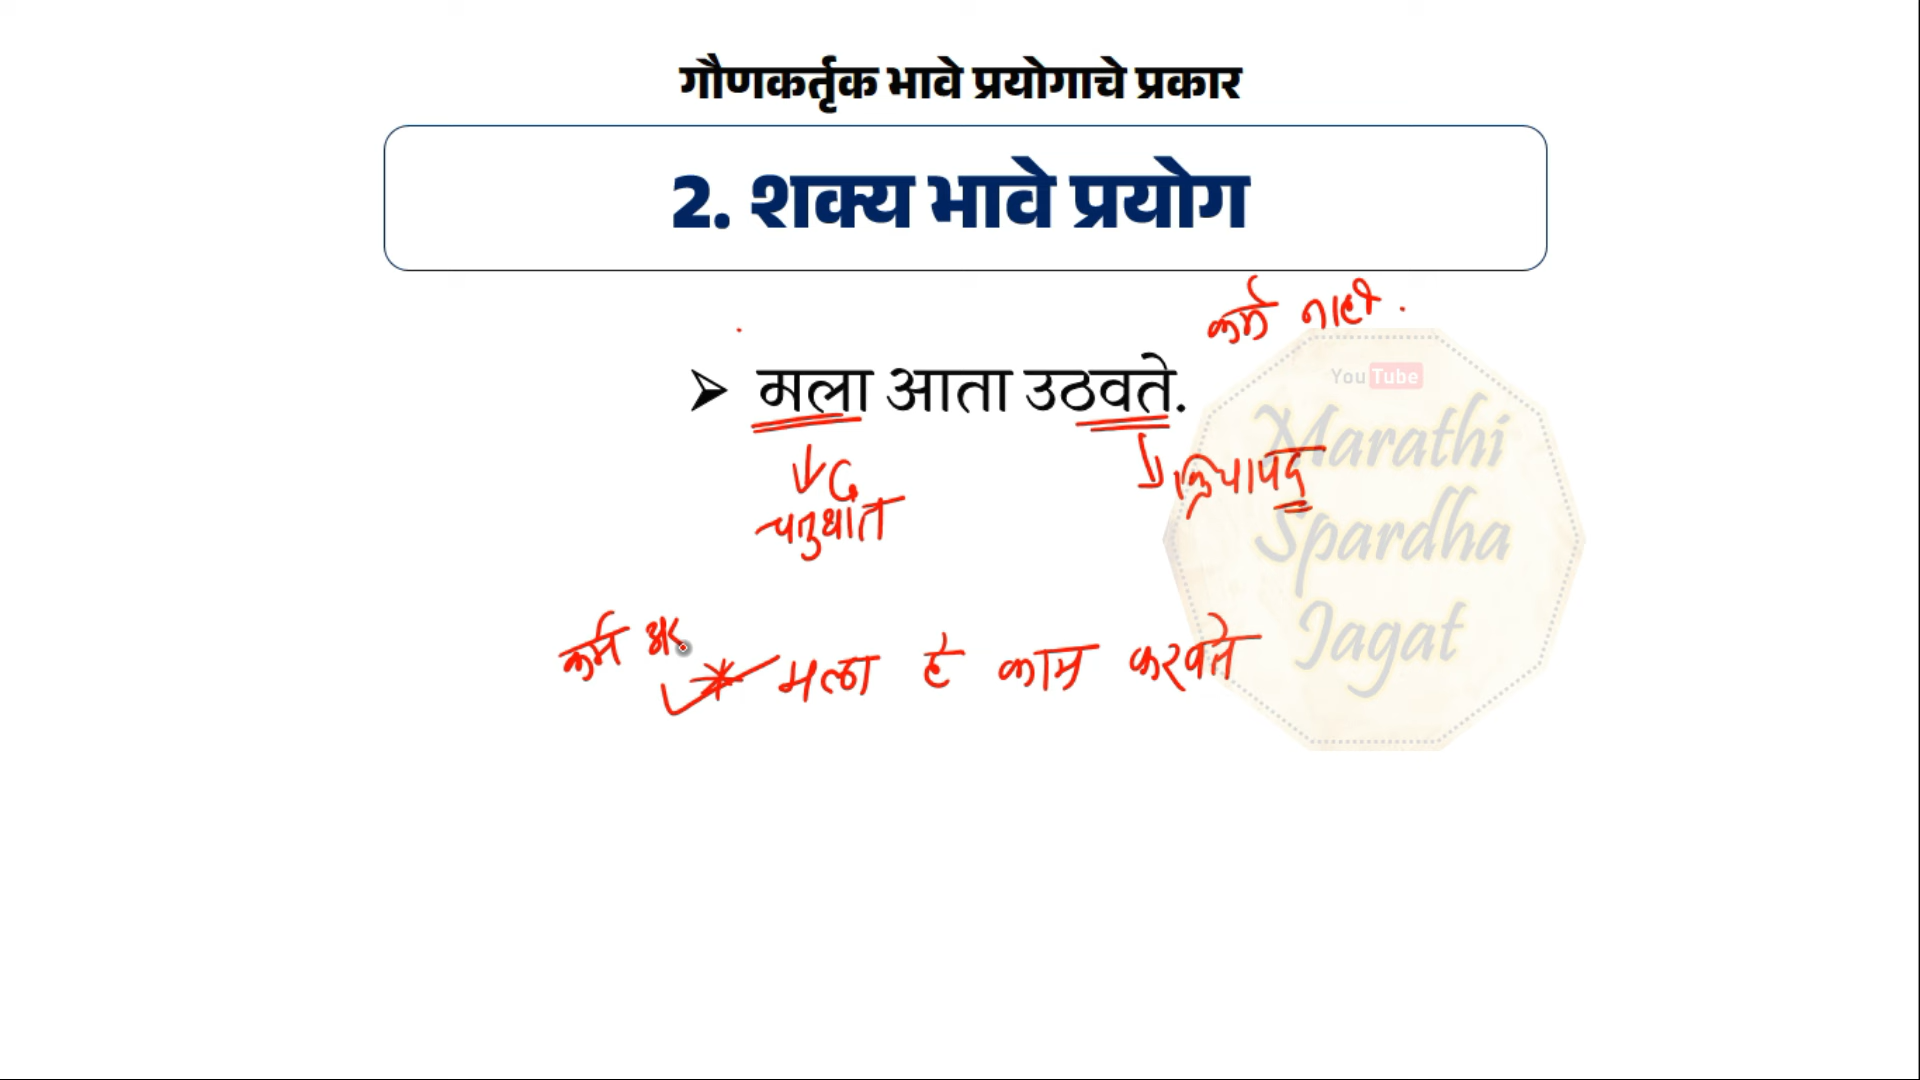 गौणकर्तृक भावे प्रयोगाचे प्रकार
2. शक्य भावे प्रयोग
कर्म नाही.
➢ मला आता उठवते.
क्रियापद
C
चतुर्थीत
कर्म अस
मला हे काम करवते
YouTube
Marathi
Spardha
Jagat